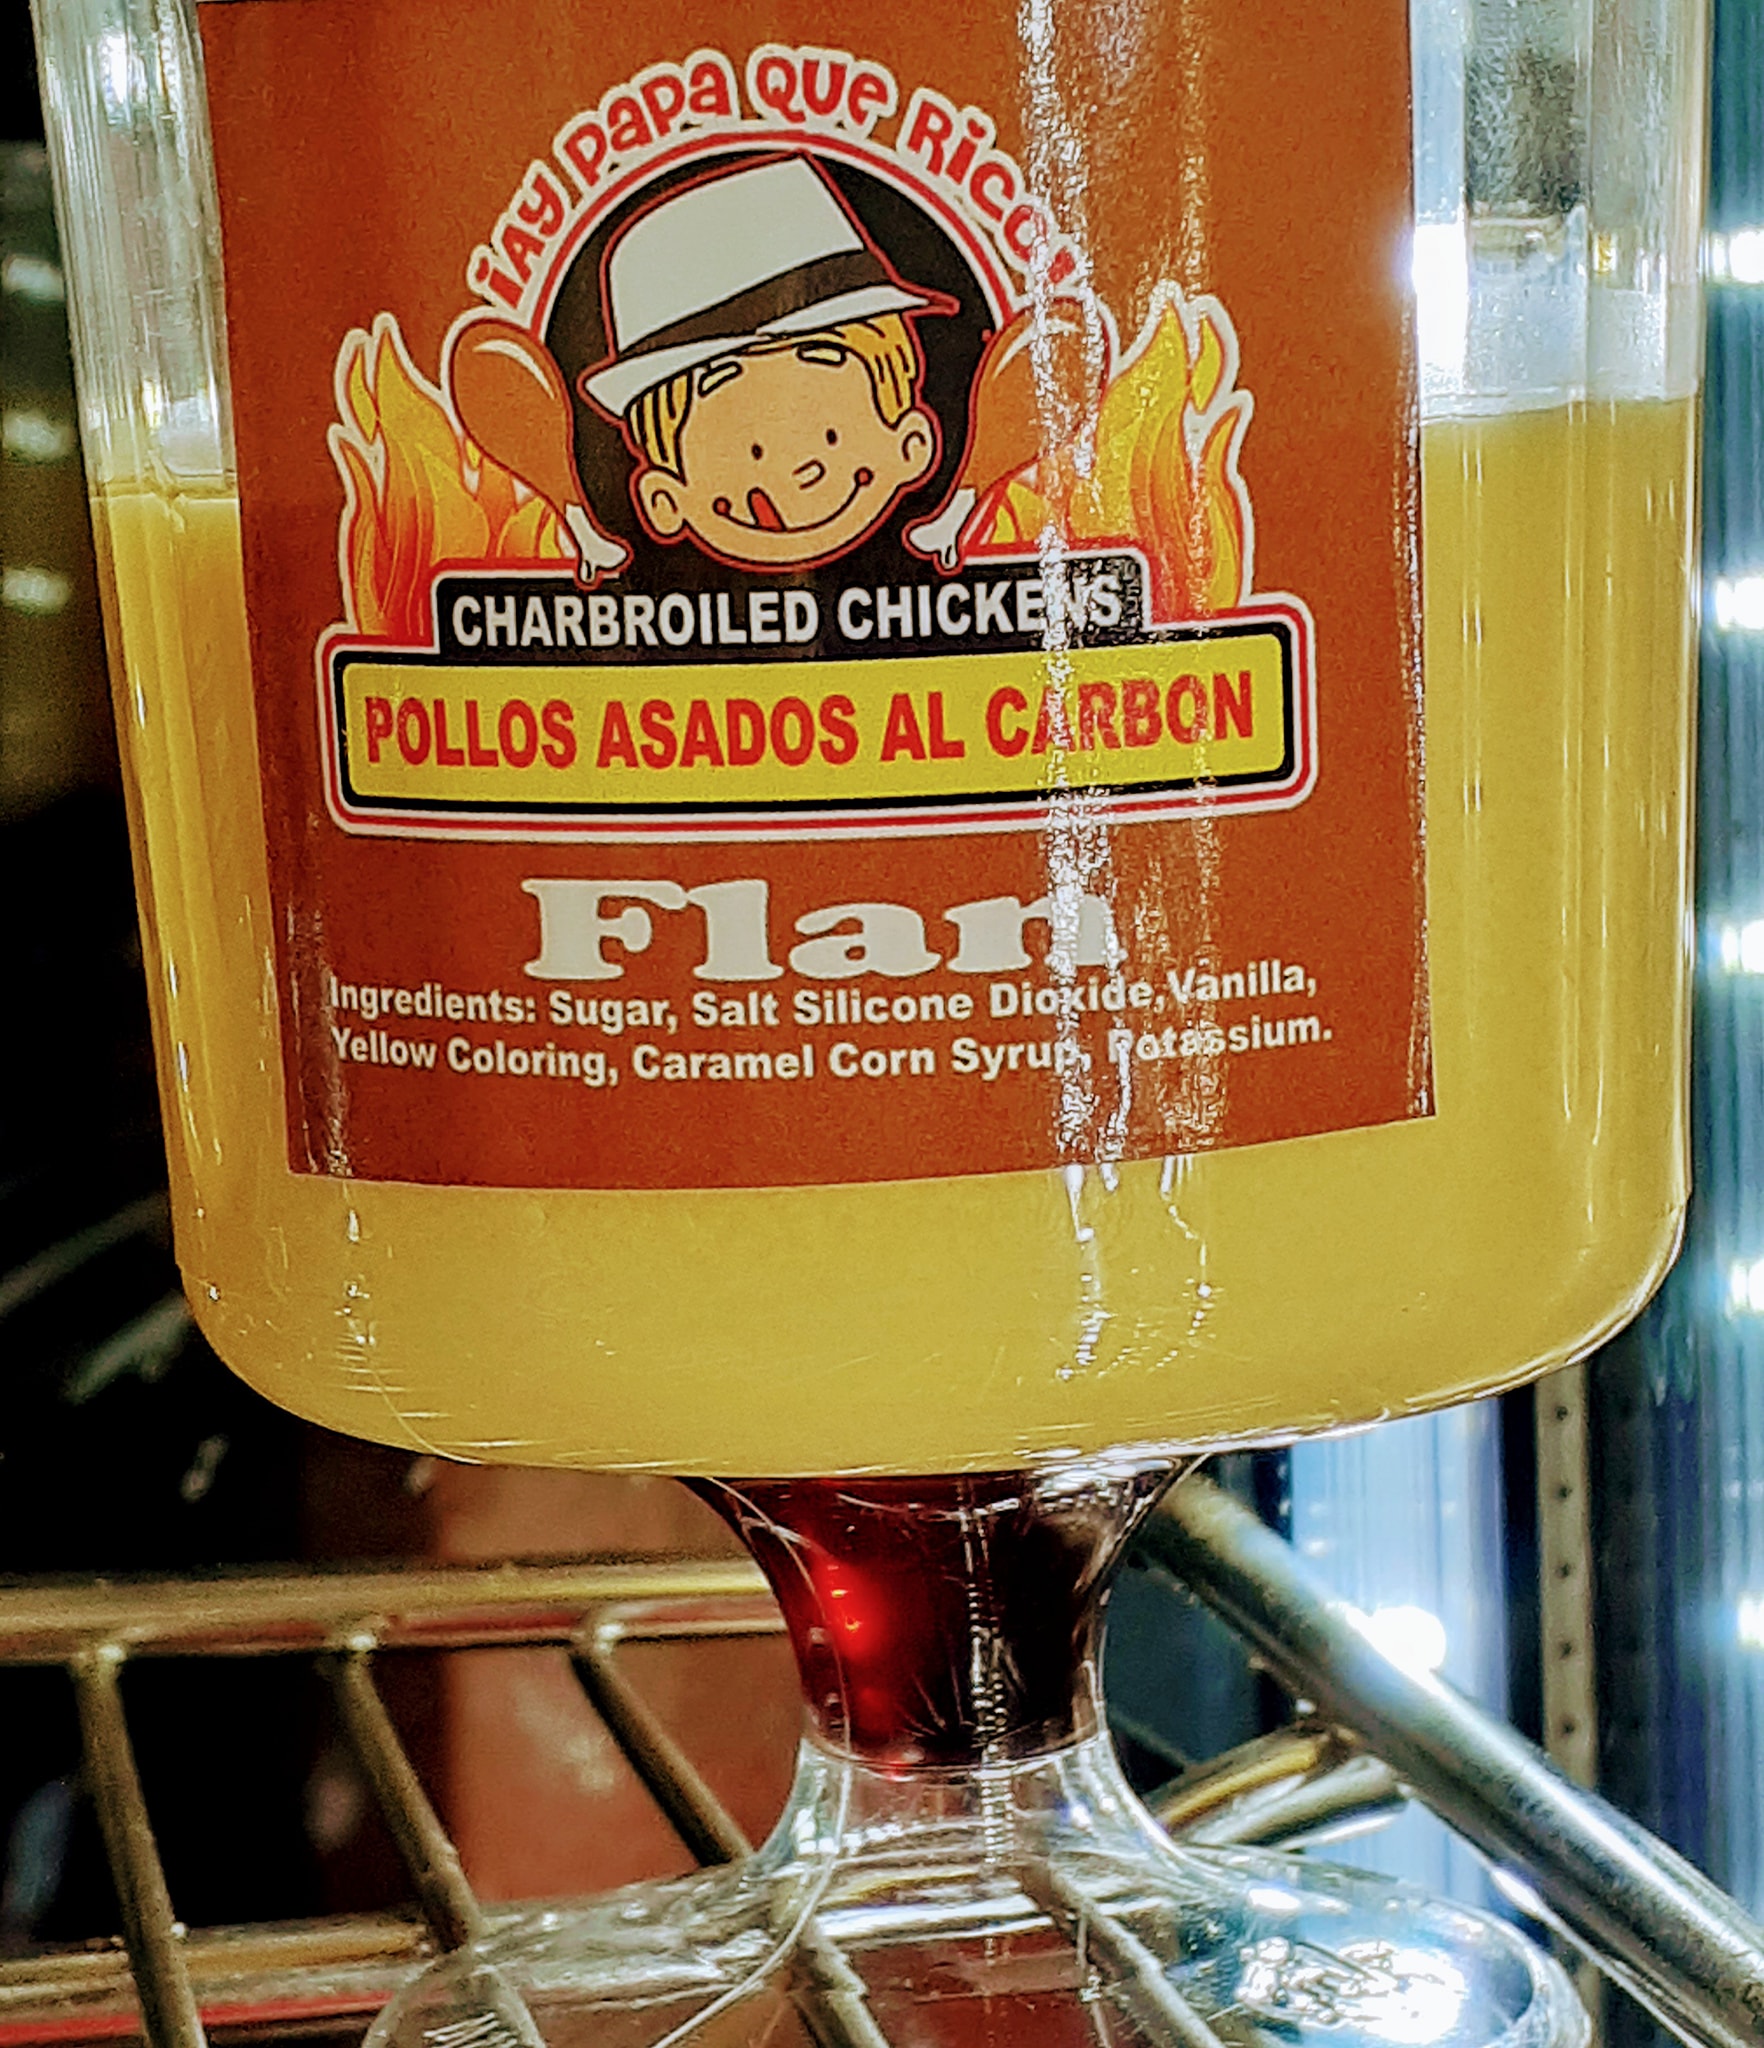 ¡Ay Papa Que Rico!
CHARBROILED CHICKENS
POLLOS ASADOS AL CARBON
Flan
Ingredients: Sugar, Salt Silicone Dioxide,Vanilla,
Yellow Coloring, Caramel Corn Syrup, Potassium.